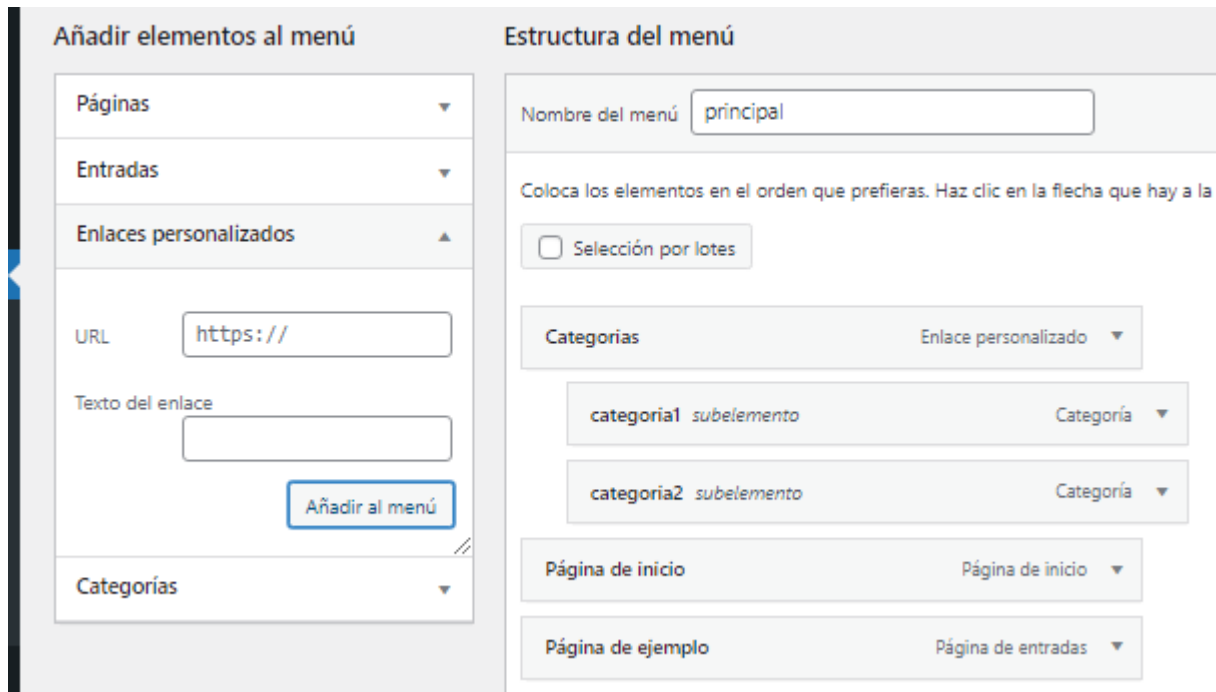 Añadir elementos al menú
Páginas
Entradas
Enlaces personalizados
URL
https://
Texto del enlace
Añadir al menú
Categorías
Estructura del menú
Nombre del menú principal
Coloca los elementos en el orden que prefieras. Haz clic en la flecha que hay a la
Selección por lotes
Categorias Enlace personalizado
categoria1 subelemento Categoría
categoria2 subelemento Categoría
Página de inicio Página de inicio
Página de ejemplo Página de entradas